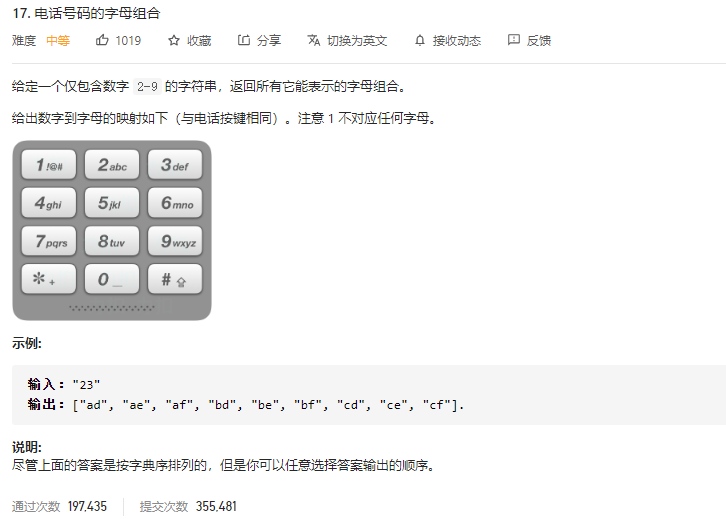 17. 电话号码的字母组合
难度 中等 1019 收藏 分享 切换为英文 接收动态 反馈
给定一个仅包含数字 2-9 的字符串，返回所有它能表示的字母组合。
给出数字到字母的映射如下（与电话按键相同）。注意 1 不对应任何字母。
1 !@# 2 abc 3 def
4 ghi 5 jkl 6 mno
7 pqrs 8 tuv 9 wxyz
* + 0 _ #
示例:
输入："23"
输出：["ad", "ae", "af", "bd", "be", "bf", "cd", "ce", "cf"].
说明:
尽管上面的答案是按字典序排列的，但是你可以任意选择答案输出的顺序。
通过次数 197,435 提交次数 355,481